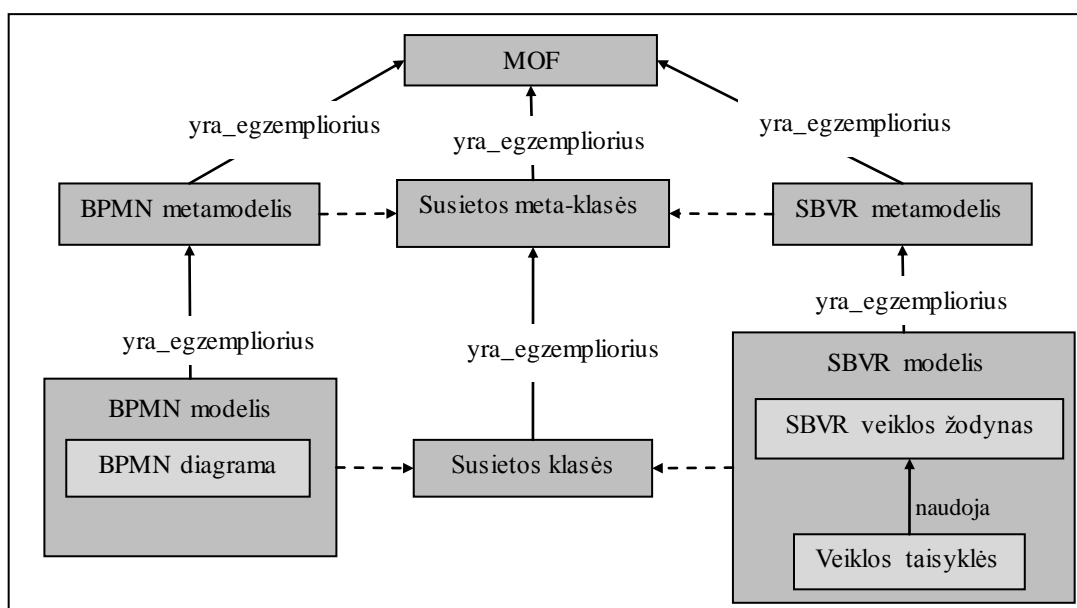 MOF
yra_egzempliorius
yra_egzempliorius
yra_egzempliorius
BPMN metamodelis
Susietos meta-klasės
SBVR metamodelis
yra_egzempliorius
yra_egzempliorius
yra_egzempliorius
BPMN modelis
BPMN diagrama
Susietos klasės
SBVR modelis
SBVR veiklos žodynas
naudoja
Veiklos taisyklės